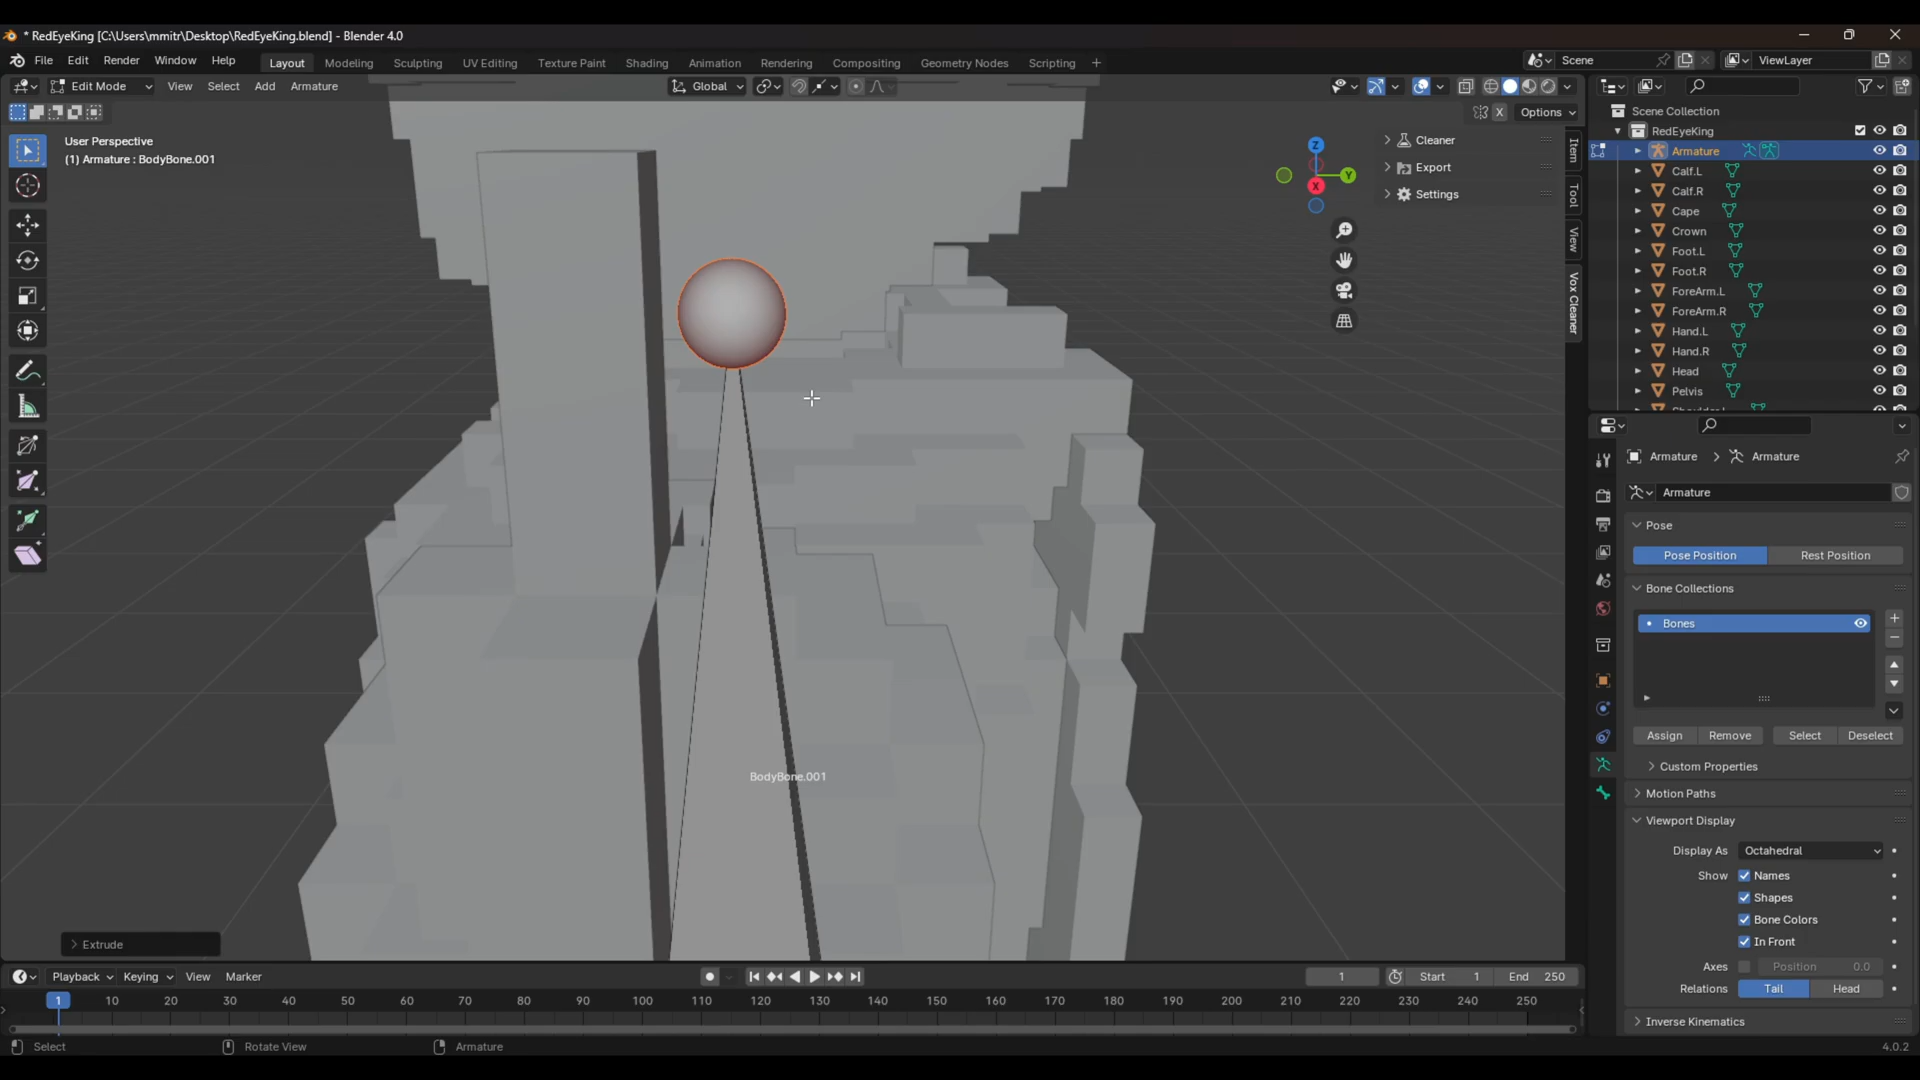 * RedEyeKing [C:\Users\mmitr\Desktop\RedEyeKing.blend] - Blender 4.0
File Edit Render Window Help
Layout Modeling Sculpting UV Editing Texture Paint Shading Animation Rendering Compositing Geometry Nodes Scripting +
Scene
ViewLayer
Edit Mode View Select Add Armature
Global
X
Options
User Perspective
(1) Armature : BodyBone.001
Z
Y
X
Cleaner
Export
Settings
Item
Tool
View
Vox Cleaner
BodyBone.001
Extrude
Scene Collection
RedEyeKing
Armature
Calf.L
Calf.R
Cape
Crown
Foot.L
Foot.R
ForeArm.L
ForeArm.R
Hand.L
Hand.R
Head
Pelvis
Shoulder.L
Armature > Armature
Armature
Pose
Pose Position Rest Position
Bone Collections
Bones
Assign Remove Select Deselect
Custom Properties
Motion Paths
Viewport Display
Display As Octahedral
Show Names
Shapes
Bone Colors
In Front
Axes Position 0.0
Relations Tail Head
Inverse Kinematics
Playback Keying View Marker
1 Start 1 End 250
1 10 20 30 40 50 60 70 80 90 100 110 120 130 140 150 160 170 180 190 200 210 220 230 240 250
Select Rotate View Armature
4.0.2